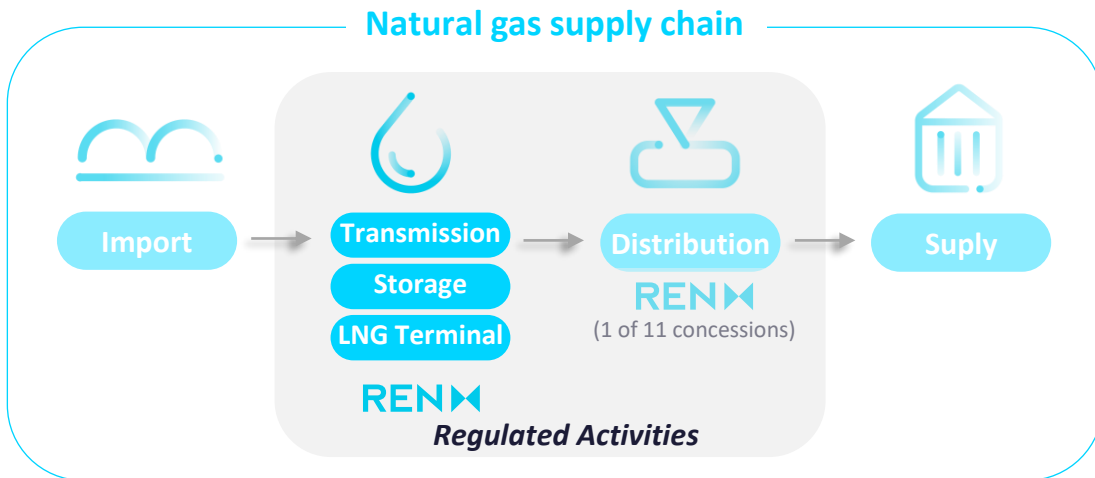 Natural gas supply chain
Import
Transmission
Storage
LNG Terminal
REN
Distribution
REN
(1 of 11 concessions)
Suply
Regulated Activities